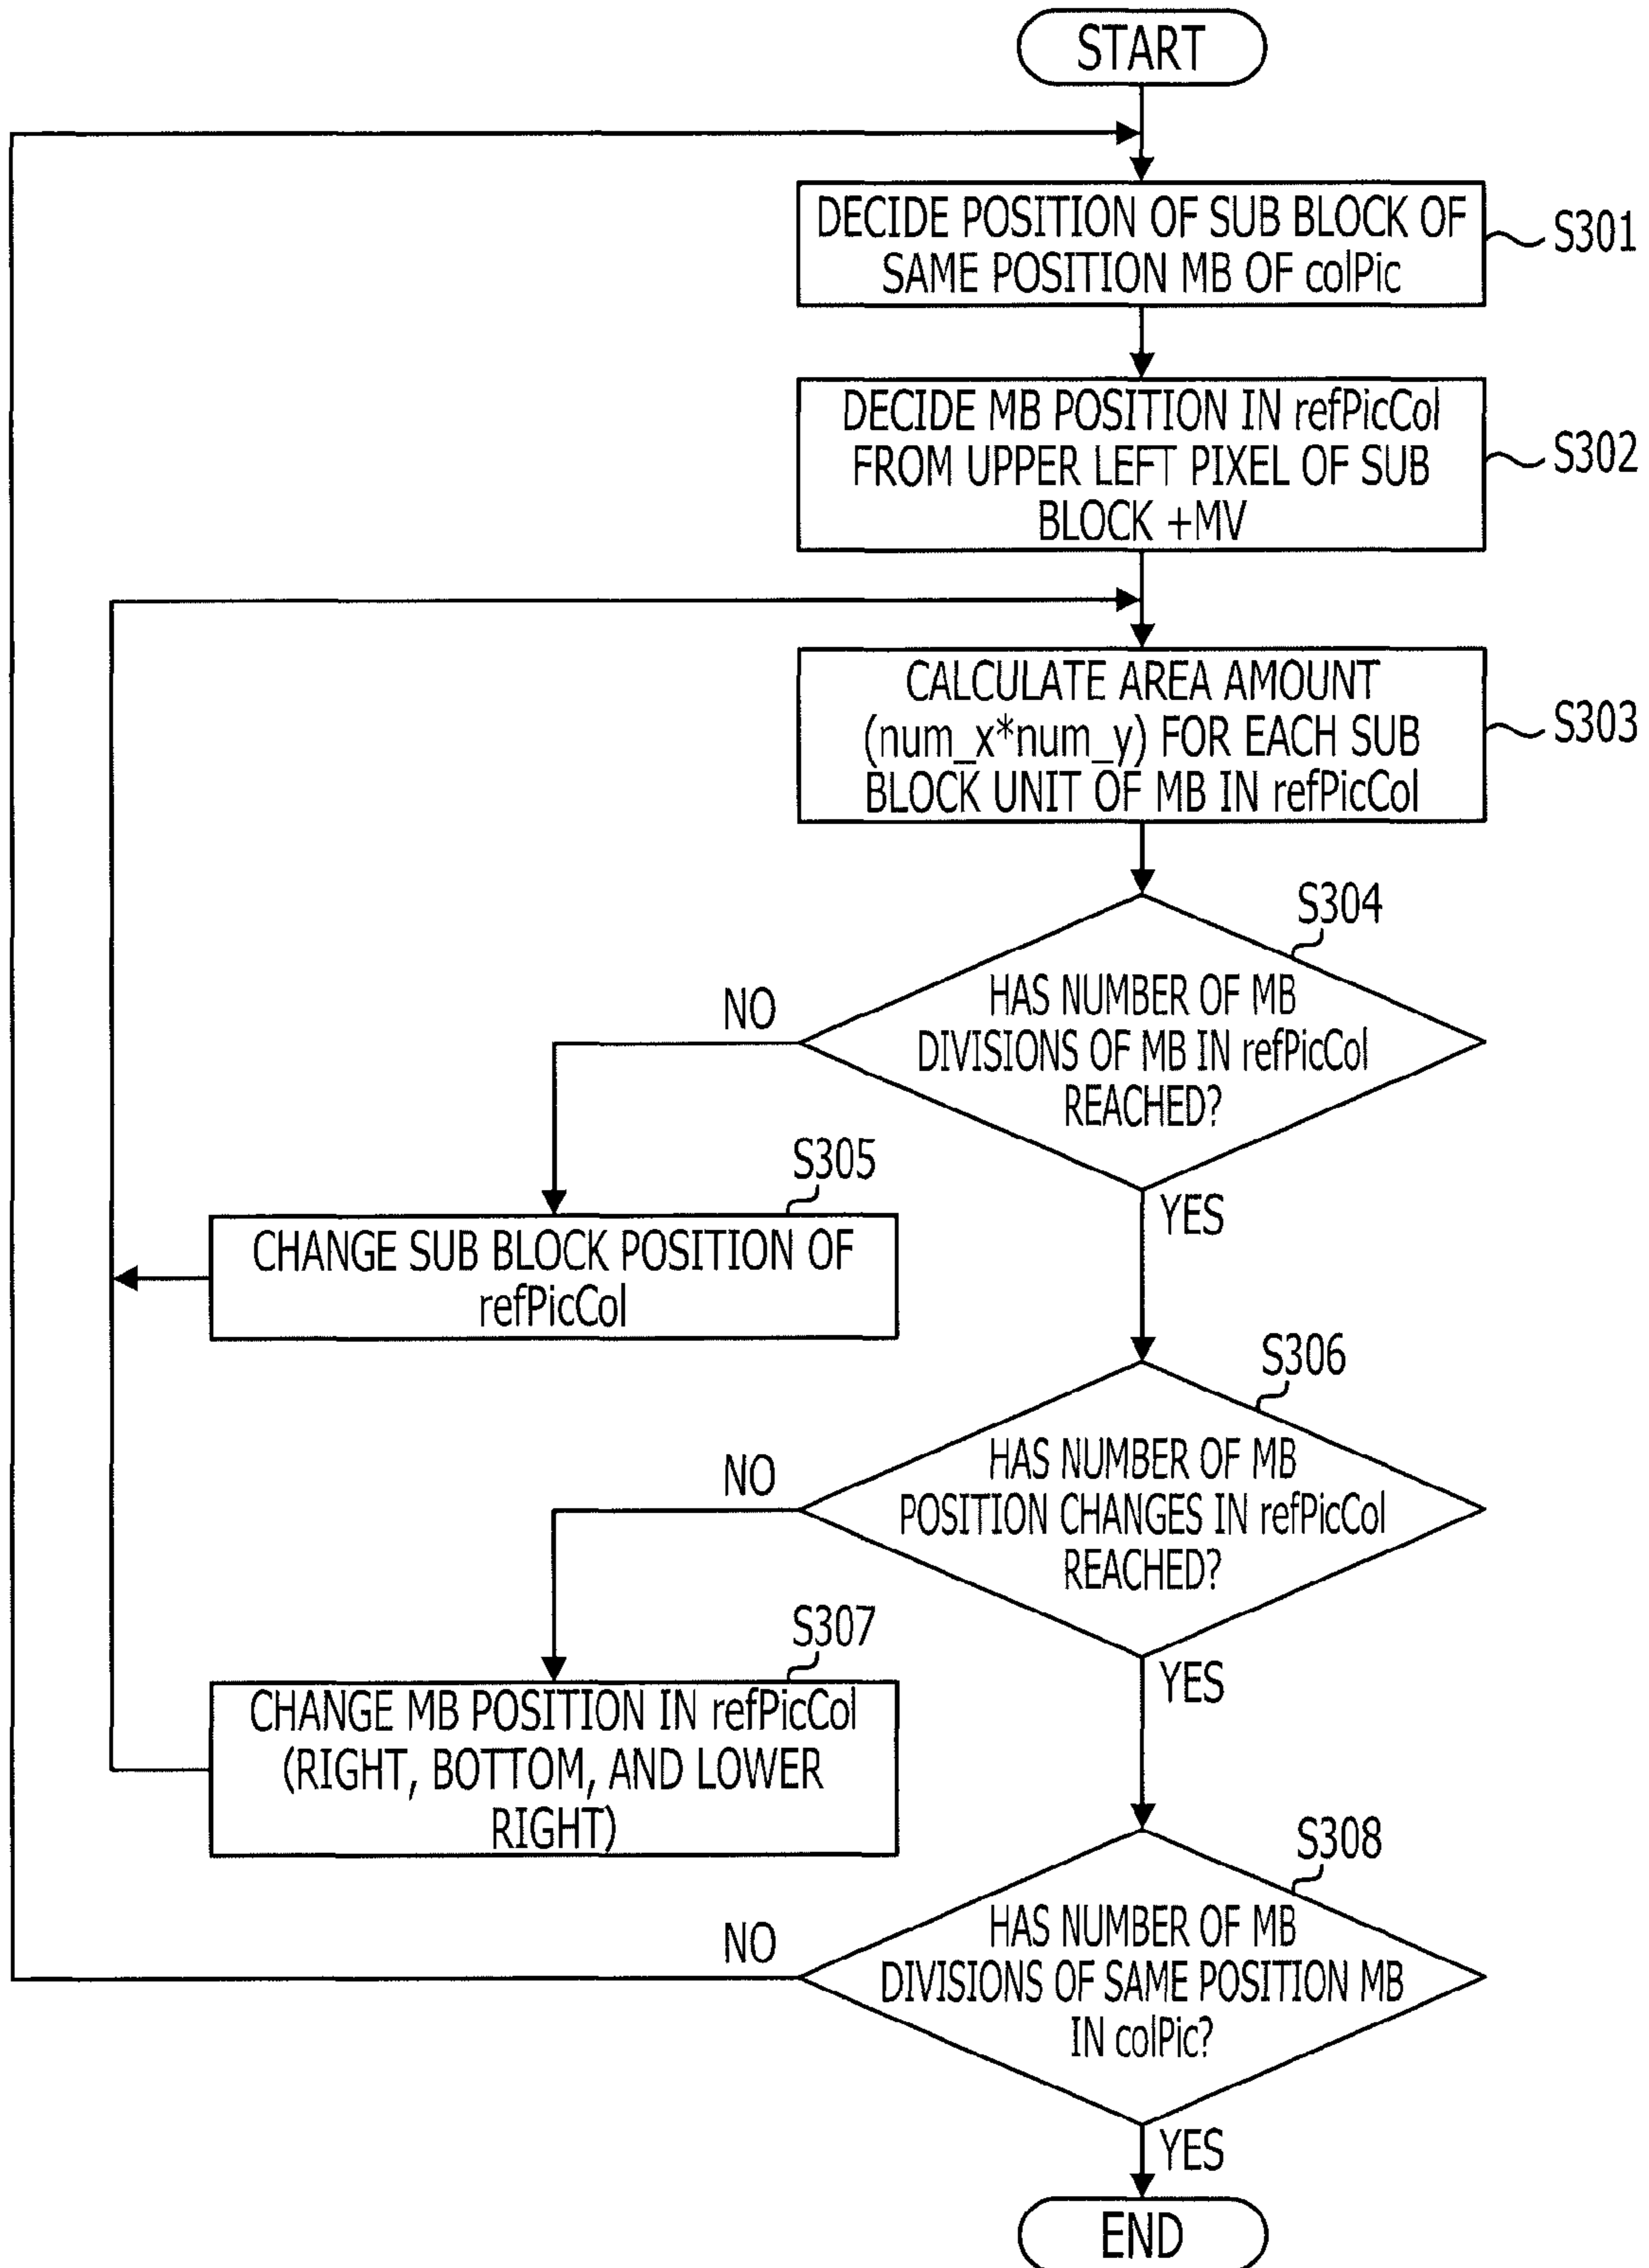 START
DECIDE POSITION OF SUB BLOCK OF
SAME POSITION MB OF colPic
S301
DECIDE MB POSITION IN refPicCol
FROM UPPER LEFT PIXEL OF SUB
BLOCK +MV
S302
CALCULATE AREA AMOUNT
(num_x*num_y) FOR EACH SUB
BLOCK UNIT OF MB IN refPicCol
S303
S304
HAS NUMBER OF MB
DIVISIONS OF MB IN refPicCol
REACHED?
NO
YES
S305
CHANGE SUB BLOCK POSITION OF
refPicCol
S306
HAS NUMBER OF MB
POSITION CHANGES IN refPicCol
REACHED?
NO
YES
S307
CHANGE MB POSITION IN refPicCol
(RIGHT, BOTTOM, AND LOWER
RIGHT)
S308
HAS NUMBER OF MB
DIVISIONS OF SAME POSITION MB
IN colPic?
NO
YES
END